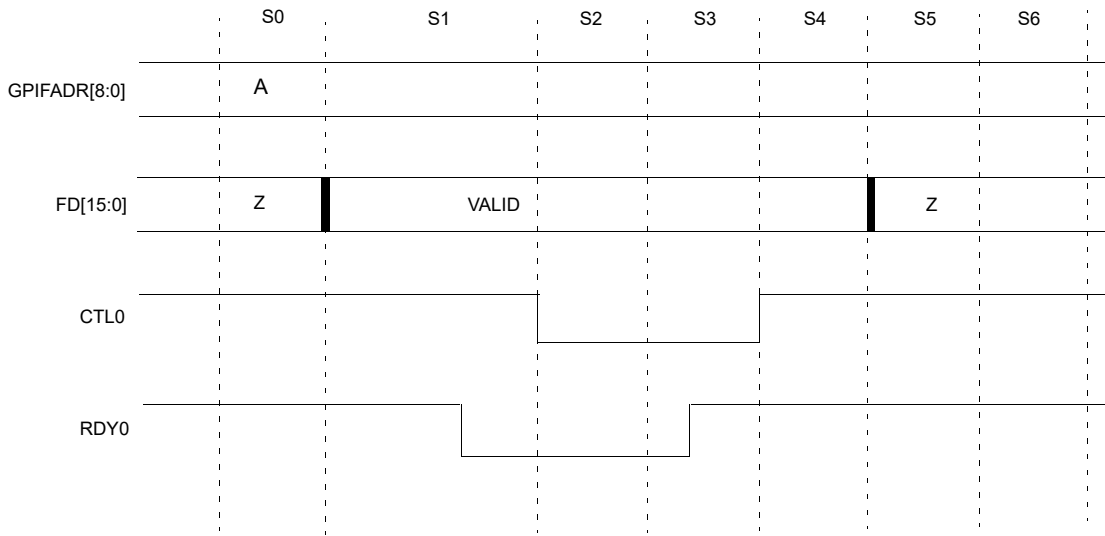 S0 S1 S2 S3 S4 S5 S6
GPIFADR[8:0] A
FD[15:0] Z VALID Z
CTL0
RDY0